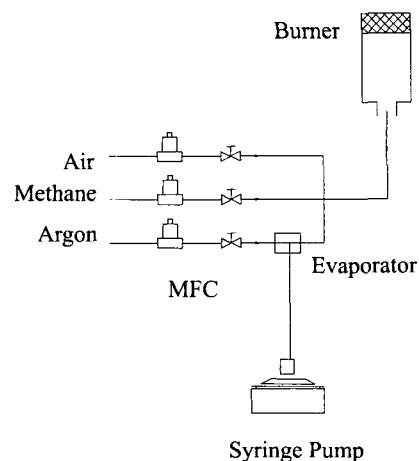 Burner
Air
Methane
Argon
Evaporator
MFC
Syringe Pump